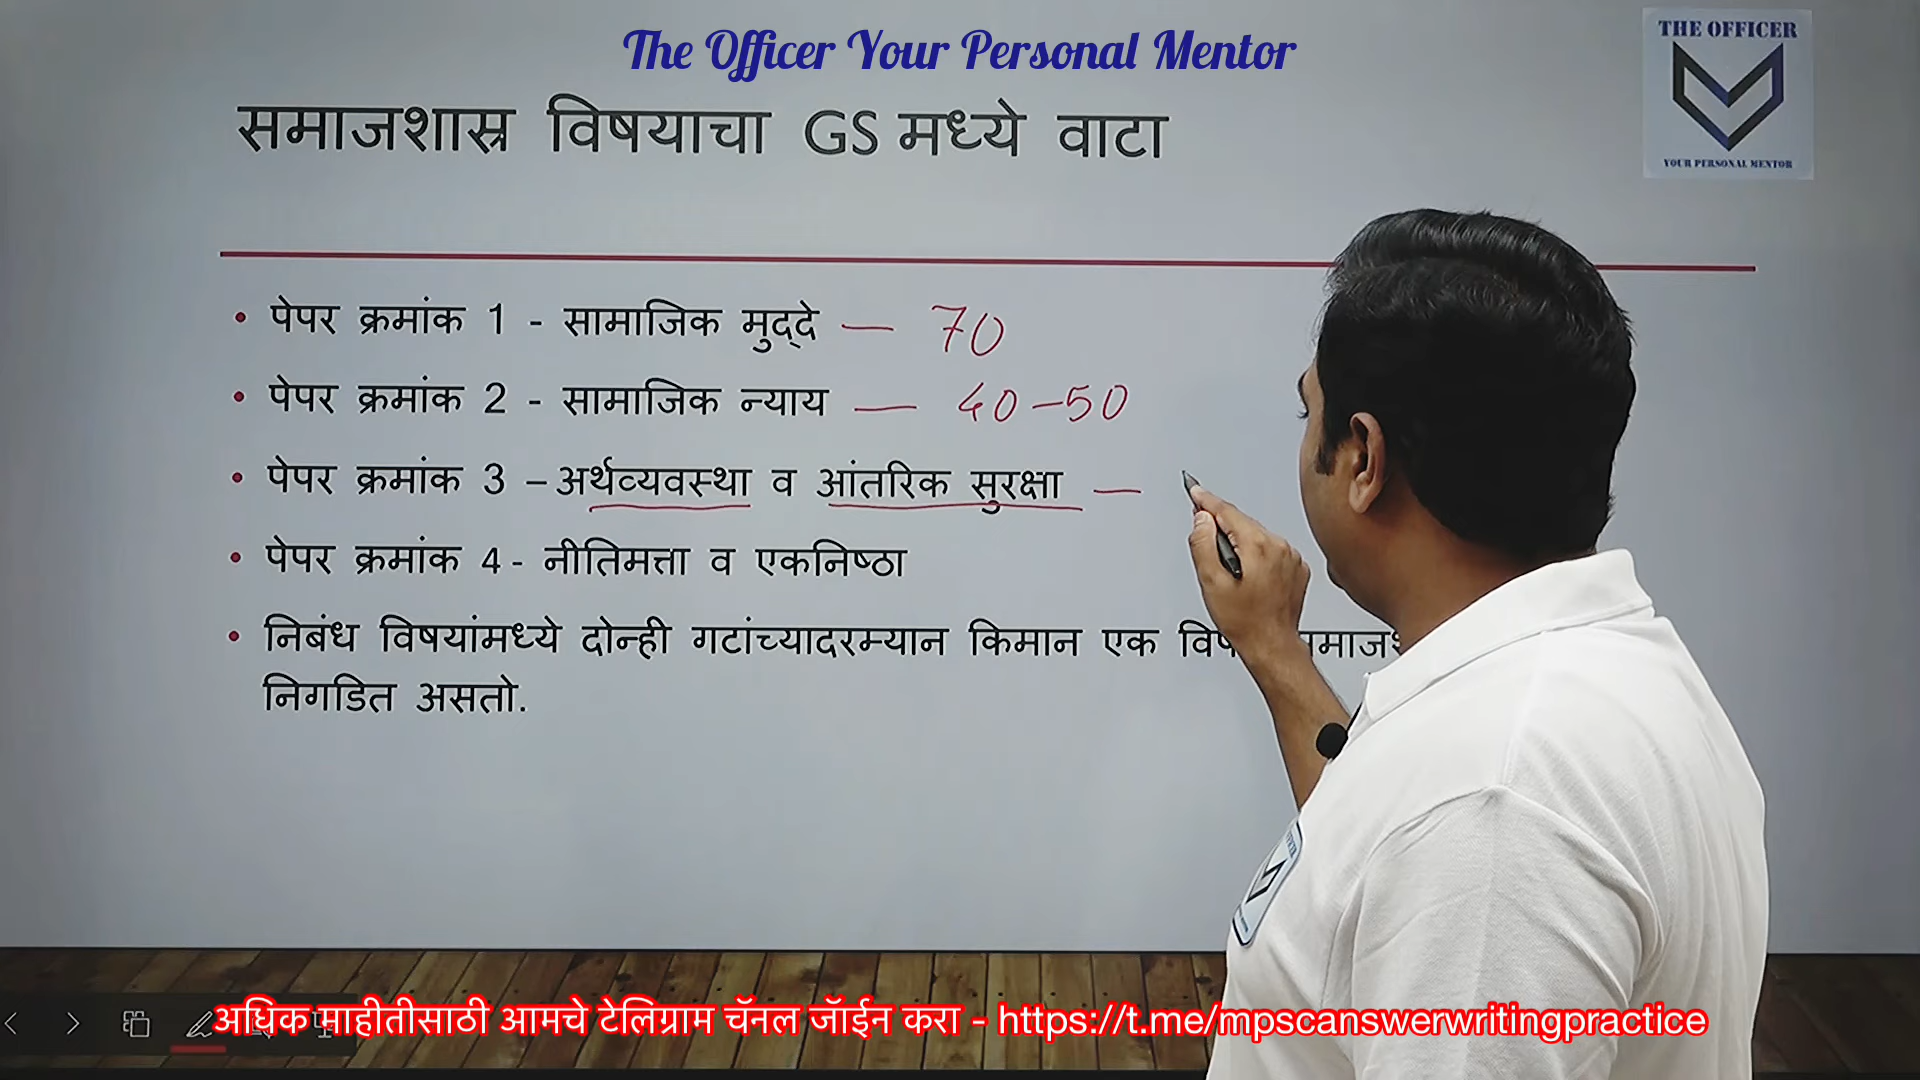 The Officer Your Personal Mentor
THE OFFICER
YOUR PERSONAL MENTOR
समाजशास्र विषयाचा GS मध्ये वाटा
• पेपर क्रमांक 1 - सामाजिक मुद्‌दे — 70
• पेपर क्रमांक 2 - सामाजिक न्याय — 40-50
• पेपर क्रमांक 3 – अर्थव्यवस्था व आंतरिक सुरक्षा —
• पेपर क्रमांक 4 - नीतिमत्ता व एकनिष्ठा
• निबंध विषयांमध्ये दोन्ही गटांच्यादरम्यान किमान एक
निगडित असतो.
अधिक माहीतीसाठी आमचे टेलिग्राम चॅनल जॉईन करा - https://t.me/mpscanswerwritingpractice